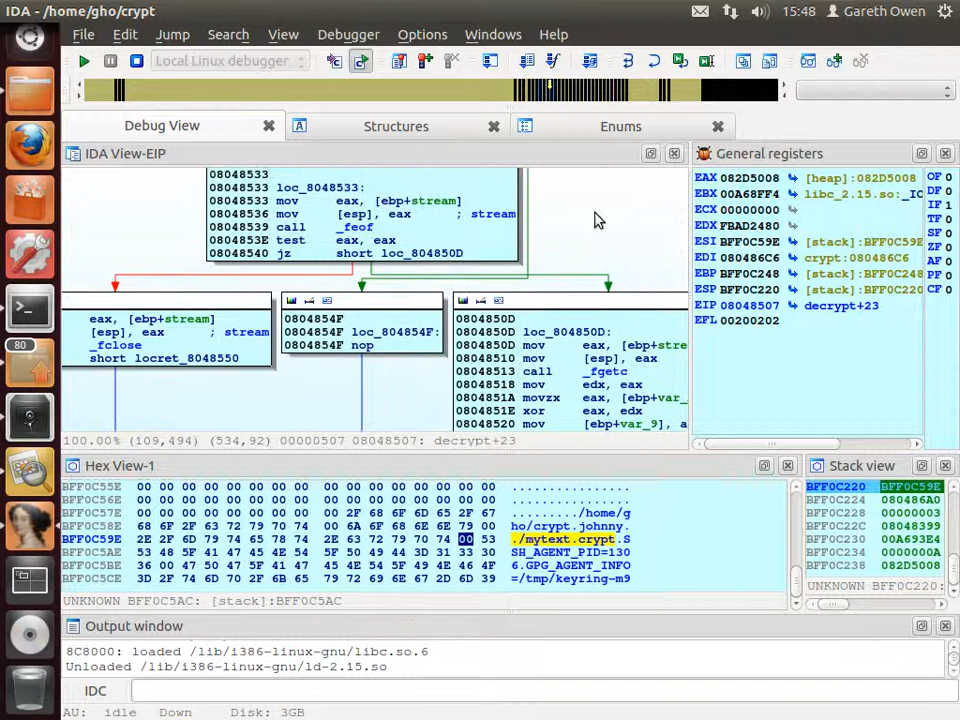 IDA - /home/gho/crypt
15:48 Gareth Owen
File Edit Jump Search View Debugger Options Windows Help
Local Linux debugger
Debug View
Structures
Enums
IDA View-EIP
08048533
08048533 loc_8048533:
08048533 mov eax, [ebp+stream]
08048536 mov [esp], eax ; stream
08048539 call _feof
0804853E test eax, eax
08048540 jz short loc_804850D
eax, [ebp+stream]
[esp], eax ; stream
_fclose
short locret_8048550
0804854F
0804854F loc_804854F:
0804854F nop
0804850D
0804850D loc_804850D:
0804850D mov eax, [ebp+stre
08048510 mov [esp], eax
08048513 call _fgetc
08048518 mov edx, eax
0804851A movzx eax, [ebp+var_
0804851E xor eax, edx
08048520 mov [ebp+var_9], a
100.00% (109,494) (534,92) 00000507 08048507: decrypt+23
General registers
EAX 082D5008 [heap]:082D5008
EBX 00A68FF4 libc_2.15.so:_IO
ECX 00000000
EDX FBAD2480
ESI BFF0C59E [stack]:BFF0C59E
EDI 080486C6 crypt:080486C6
EBP BFF0C248 [stack]:BFF0C248
ESP BFF0C220 [stack]:BFF0C220
EIP 08048507 decrypt+23
EFL 00200202
OF 0
DF 0
IF 1
TF 0
SF 0
ZF 0
AF 0
PF 0
CF 0
Hex View-1
BFF0C55E 00 00 00 00 00 00 00 00 00 00 00 00 00 00 00 00 ................
BFF0C56E 00 00 00 00 00 00 00 00 00 00 00 00 00 00 00 00 ................
BFF0C57E 00 00 00 00 00 00 00 00 00 2F 68 6F 6D 65 2F 67 ........./home/g
BFF0C58E 68 6F 2F 63 72 79 70 74 00 6A 6F 68 6E 6E 79 00 ho/crypt.johnny.
BFF0C59E 2E 2F 6D 79 74 65 78 74 2E 63 72 79 70 74 00 53 ./mytext.crypt.S
BFF0C5AE 53 48 5F 41 47 45 4E 54 5F 50 49 44 3D 31 33 30 SH_AGENT_PID=130
BFF0C5BE 36 00 47 50 47 5F 41 47 45 4E 54 5F 49 4E 46 4F 6.GPG_AGENT_INFO
BFF0C5CE 3D 2F 74 6D 70 2F 6B 65 79 72 69 6E 67 2D 6D 39 =/tmp/keyring-m9
UNKNOWN BFF0C5AC: [stack]:BFF0C5AC
Stack view
BFF0C220 BFF0C59E
BFF0C224 080486A0
BFF0C228 00000003
BFF0C22C 08048399
BFF0C230 00A693E4
BFF0C234 0000000A
BFF0C238 082D5008
UNKNOWN BFF0C220:
Output window
8C8000: loaded /lib/i386-linux-gnu/libc.so.6
Unloaded /lib/i386-linux-gnu/ld-2.15.so
IDC
AU: idle Down Disk: 3GB
80